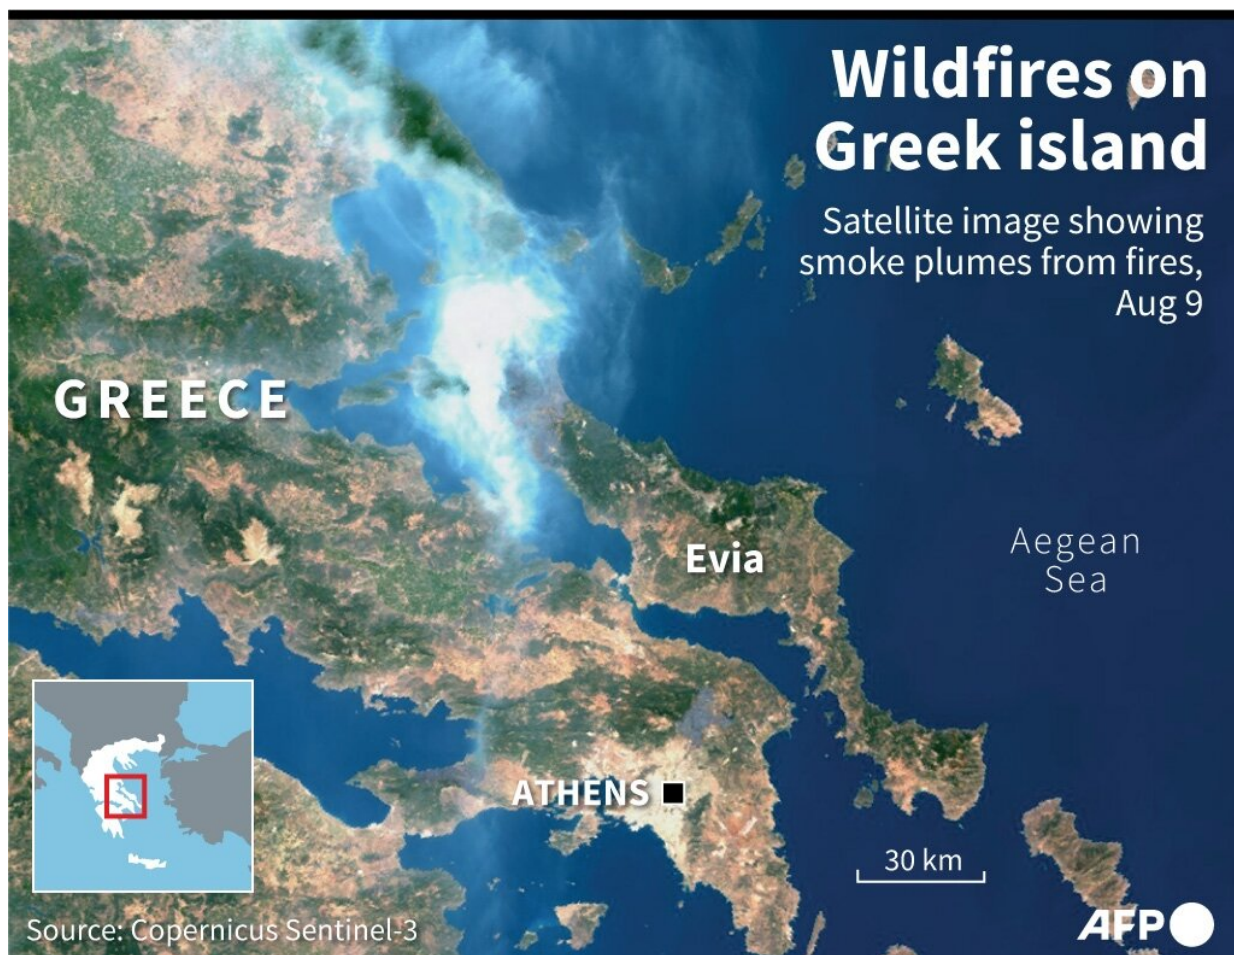 Wildfires on
Greek island
Satellite image showing
smoke plumes from fires,
Aug 9
GREECE
Evia
Aegean
Sea
ATHENS
30 km
Source: Copernicus Sentinel-3
AFP